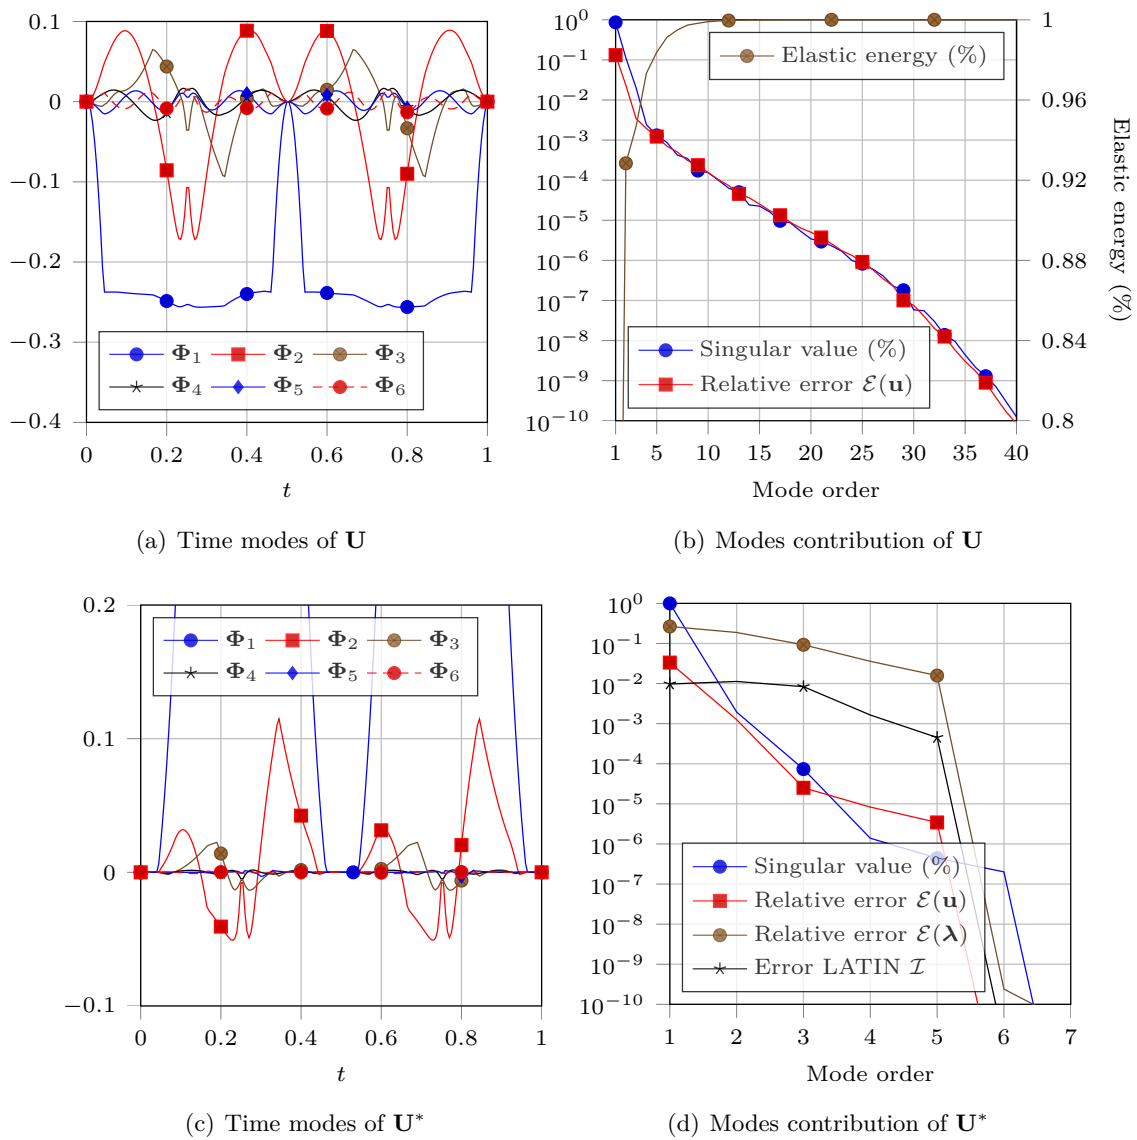 0.1
0
−0.1
−0.2
−0.3
−0.4
0 0.2 0.4 0.6 0.8 1
t
Φ1 Φ2 Φ3
Φ4 Φ5 Φ6
(a) Time modes of U
10^0
10^−1
10^−2
10^−3
10^−4
10^−5
10^−6
10^−7
10^−8
10^−9
10^−10
1 5 10 15 20 25 30 35 40
Mode order
1
0.96
0.92
0.88
0.84
0.8
Elastic energy (%)
Elastic energy (%)
Singular value (%)
Relative error ℰ(u)
(b) Modes contribution of U
0.2
0.1
0
−0.1
0 0.2 0.4 0.6 0.8 1
t
Φ1 Φ2 Φ3
Φ4 Φ5 Φ6
(c) Time modes of U*
10^0
10^−1
10^−2
10^−3
10^−4
10^−5
10^−6
10^−7
10^−8
10^−9
10^−10
1 2 3 4 5 6 7
Mode order
Singular value (%)
Relative error ℰ(u)
Relative error ℰ(λ)
Error LATIN ℐ
(d) Modes contribution of U*